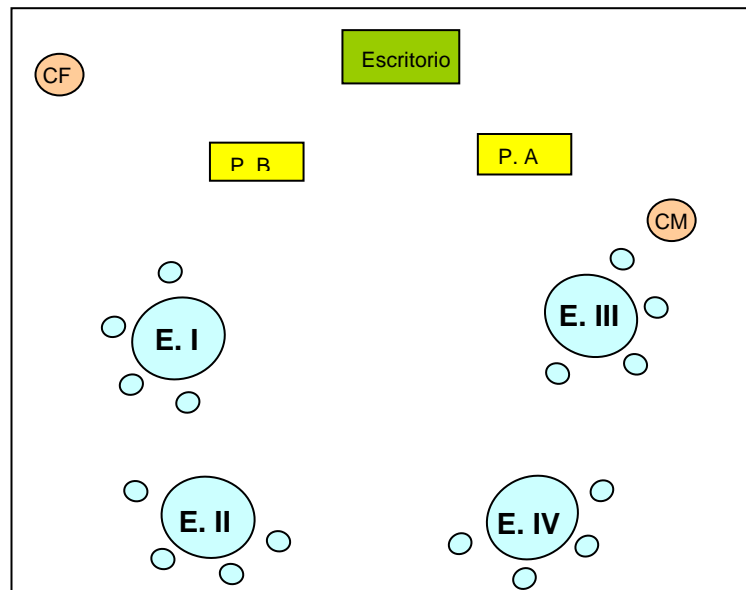 Escritorio
CF
P. B
P. A
CM
E. I
E. III
E. II
E. IV